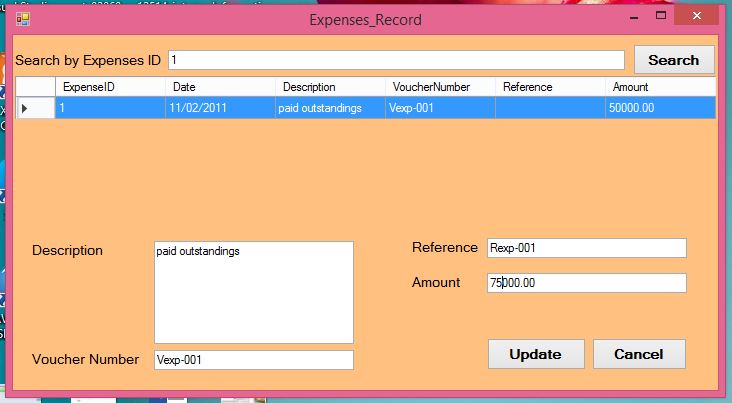 Expenses_Record
Search by Expenses ID 1 Search
ExpenseID Date Description VoucherNumber Reference Amount
1 11/02/2011 paid outstandings Vexp-001 50000.00
Description paid outstandings
Reference Rexp-001
Amount 75000.00
Voucher Number Vexp-001
Update Cancel